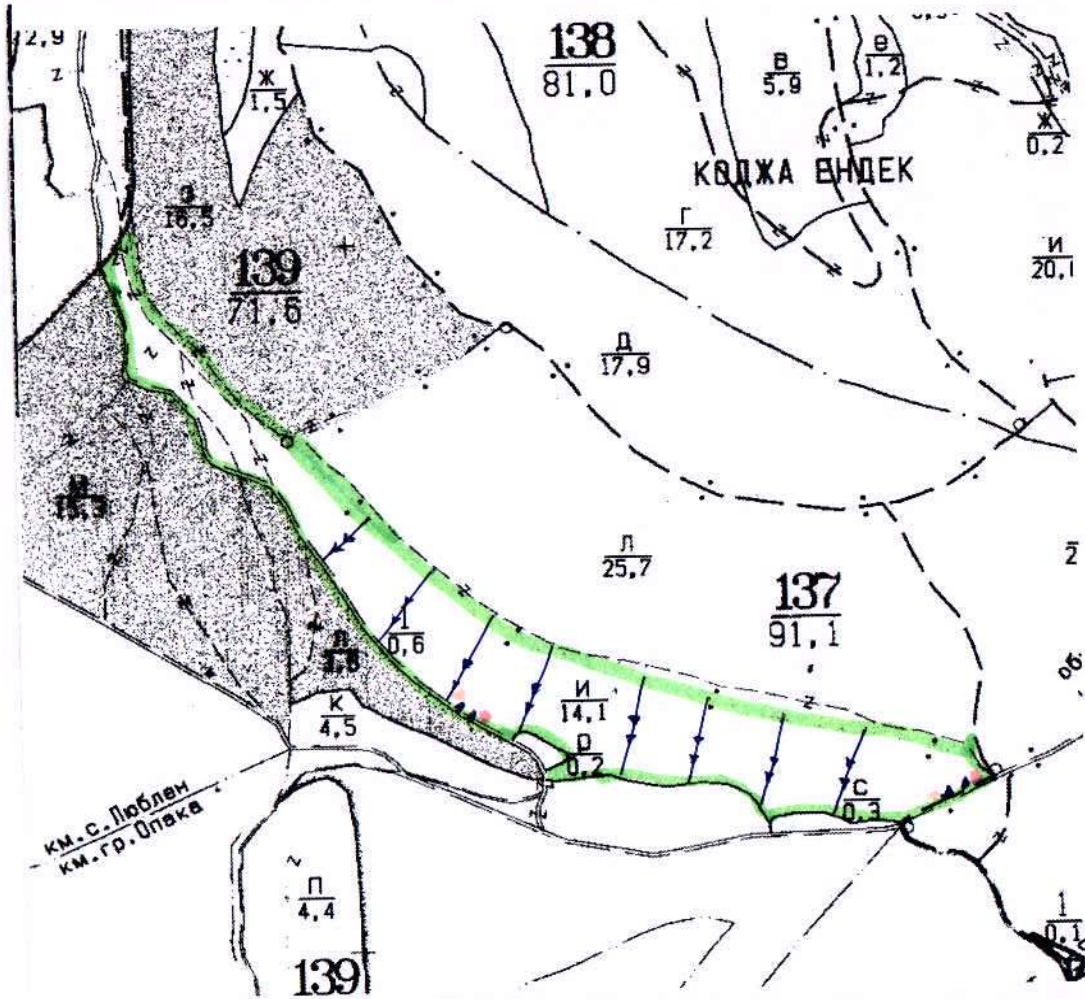 2,9
138
81,0
Ж
1,5
В
5,9
1,2
Ж
0,2
КОДЖА ЕНДЕК
З
16,5
Г
17,2
И
20,1
139
71,6
Д
17,9
Л
25,7
137
91,1
2
об
1
0,6
И
14,1
0,2
К
4,5
С
0,3
км.с.Люблен
км.гр.Опака
П
4,4
139
1
0,1